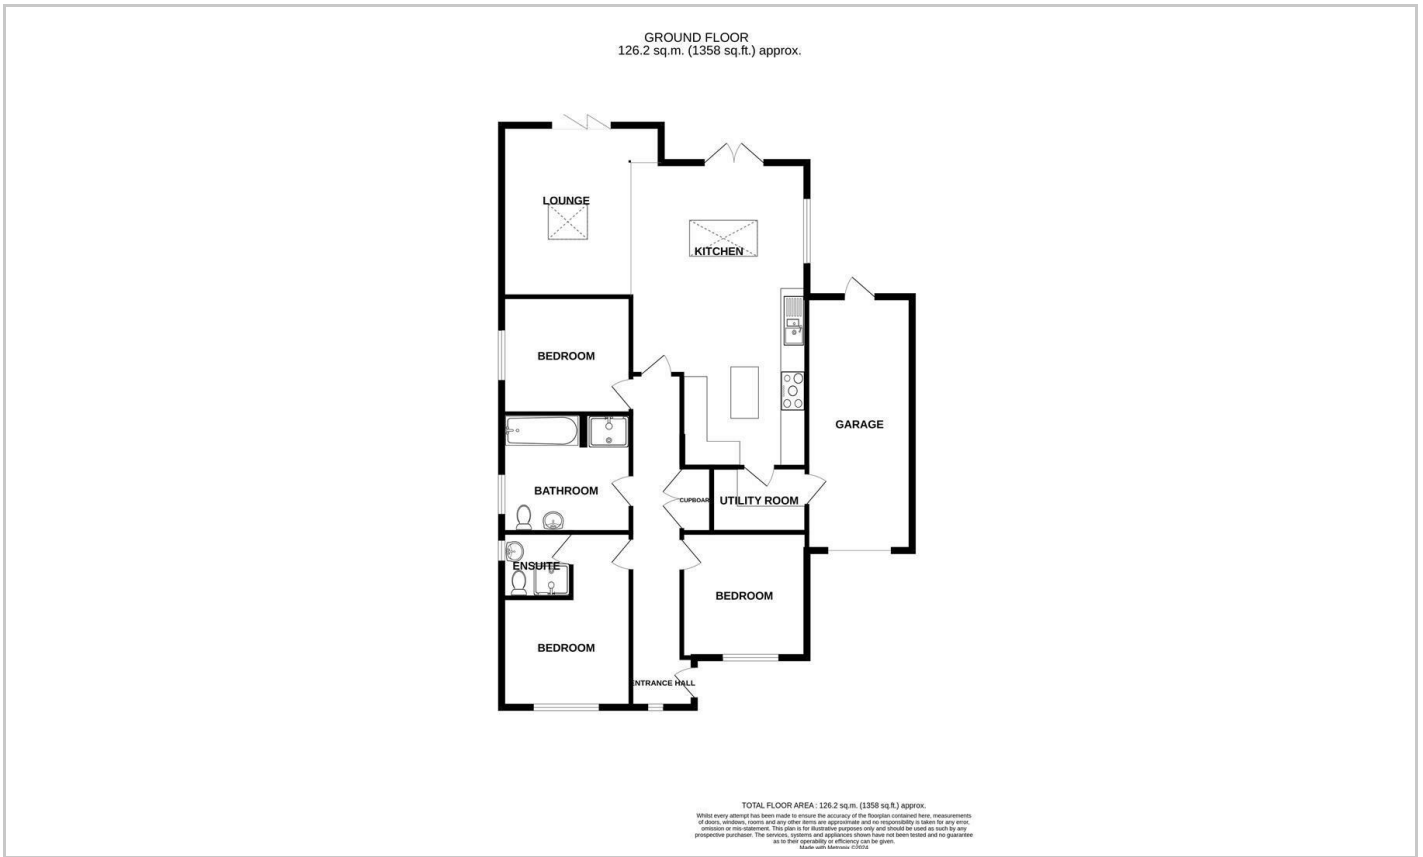 GROUND FLOOR
126.2 sq.m. (1358 sq.ft.) approx.
LOUNGE
KITCHEN
BEDROOM
GARAGE
BATHROOM
CUPBOAR
UTILITY ROOM
ENSUITE
BEDROOM
BEDROOM
ENTRANCE HALL
TOTAL FLOOR AREA : 126.2 sq.m. (1358 sq.ft.) approx.
Whilst every attempt has been made to ensure the accuracy of the floorplan contained here, measurements
of doors, windows, rooms and any other items are approximate and no responsibility is taken for any error,
omission or mis-statement. This plan is for illustrative purposes only and should be used as such by any
prospective purchaser. The services, systems and appliances shown have not been tested and no guarantee
as to their operability or efficiency can be given.
Made with Metropix ©2024